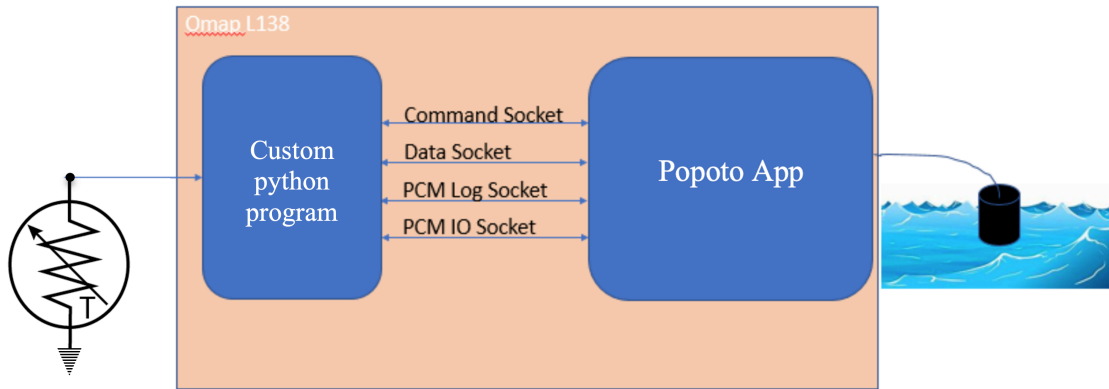 Omap L138
Custom
python
program
Command Socket
Data Socket
PCM Log Socket
PCM IO Socket
Popoto App
T